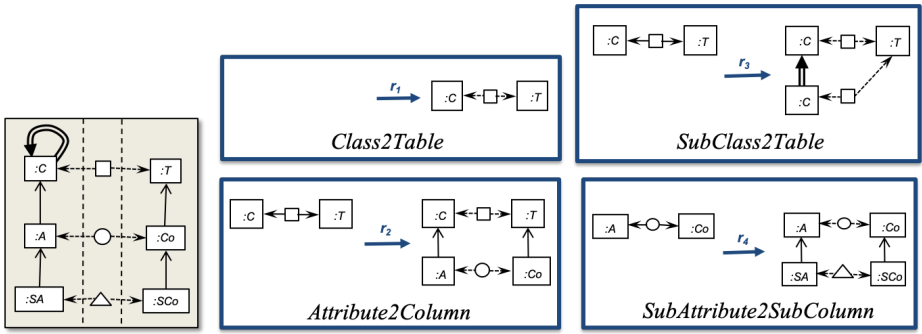 :C
:T
:A
:Co
:SA
:SCo
r1
:C
:T
Class2Table
:C
:T
r3
:C
:T
:C
SubClass2Table
:C
:T
r2
:C
:T
:A
:Co
Attribute2Column
:A
:Co
r4
:A
:Co
:SA
:SCo
SubAttribute2SubColumn